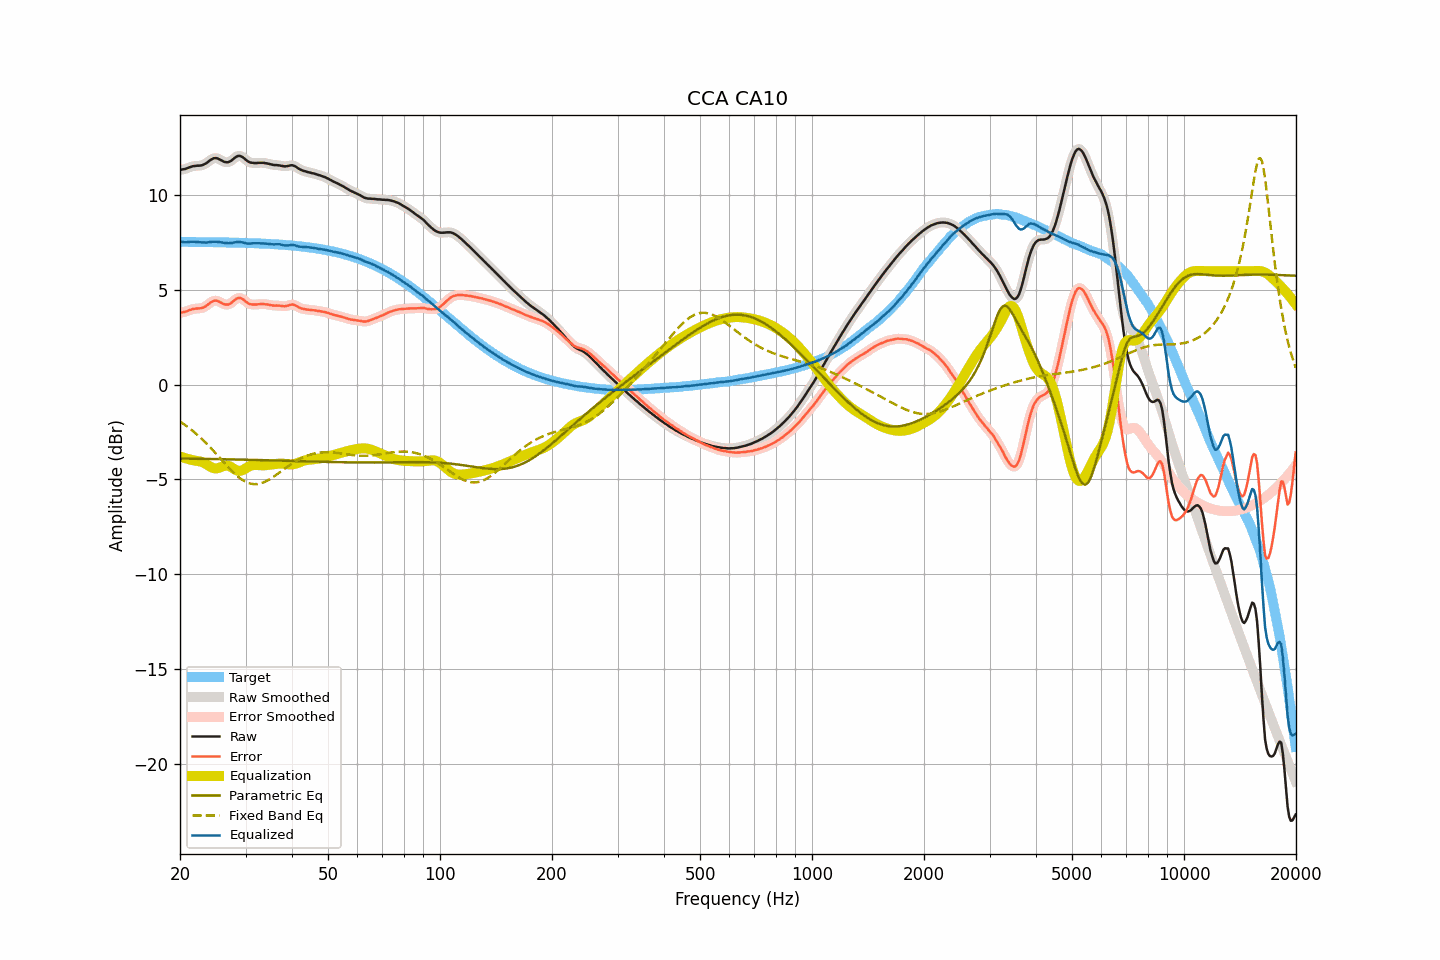 CCA CA10
Amplitude (dBr)
10
5
0
−5
−10
−15
−20
Target
Raw Smoothed
Error Smoothed
Raw
Error
Equalization
Parametric Eq
Fixed Band Eq
Equalized
20 50 100 200 500 1000 2000 5000 10000 20000
Frequency (Hz)